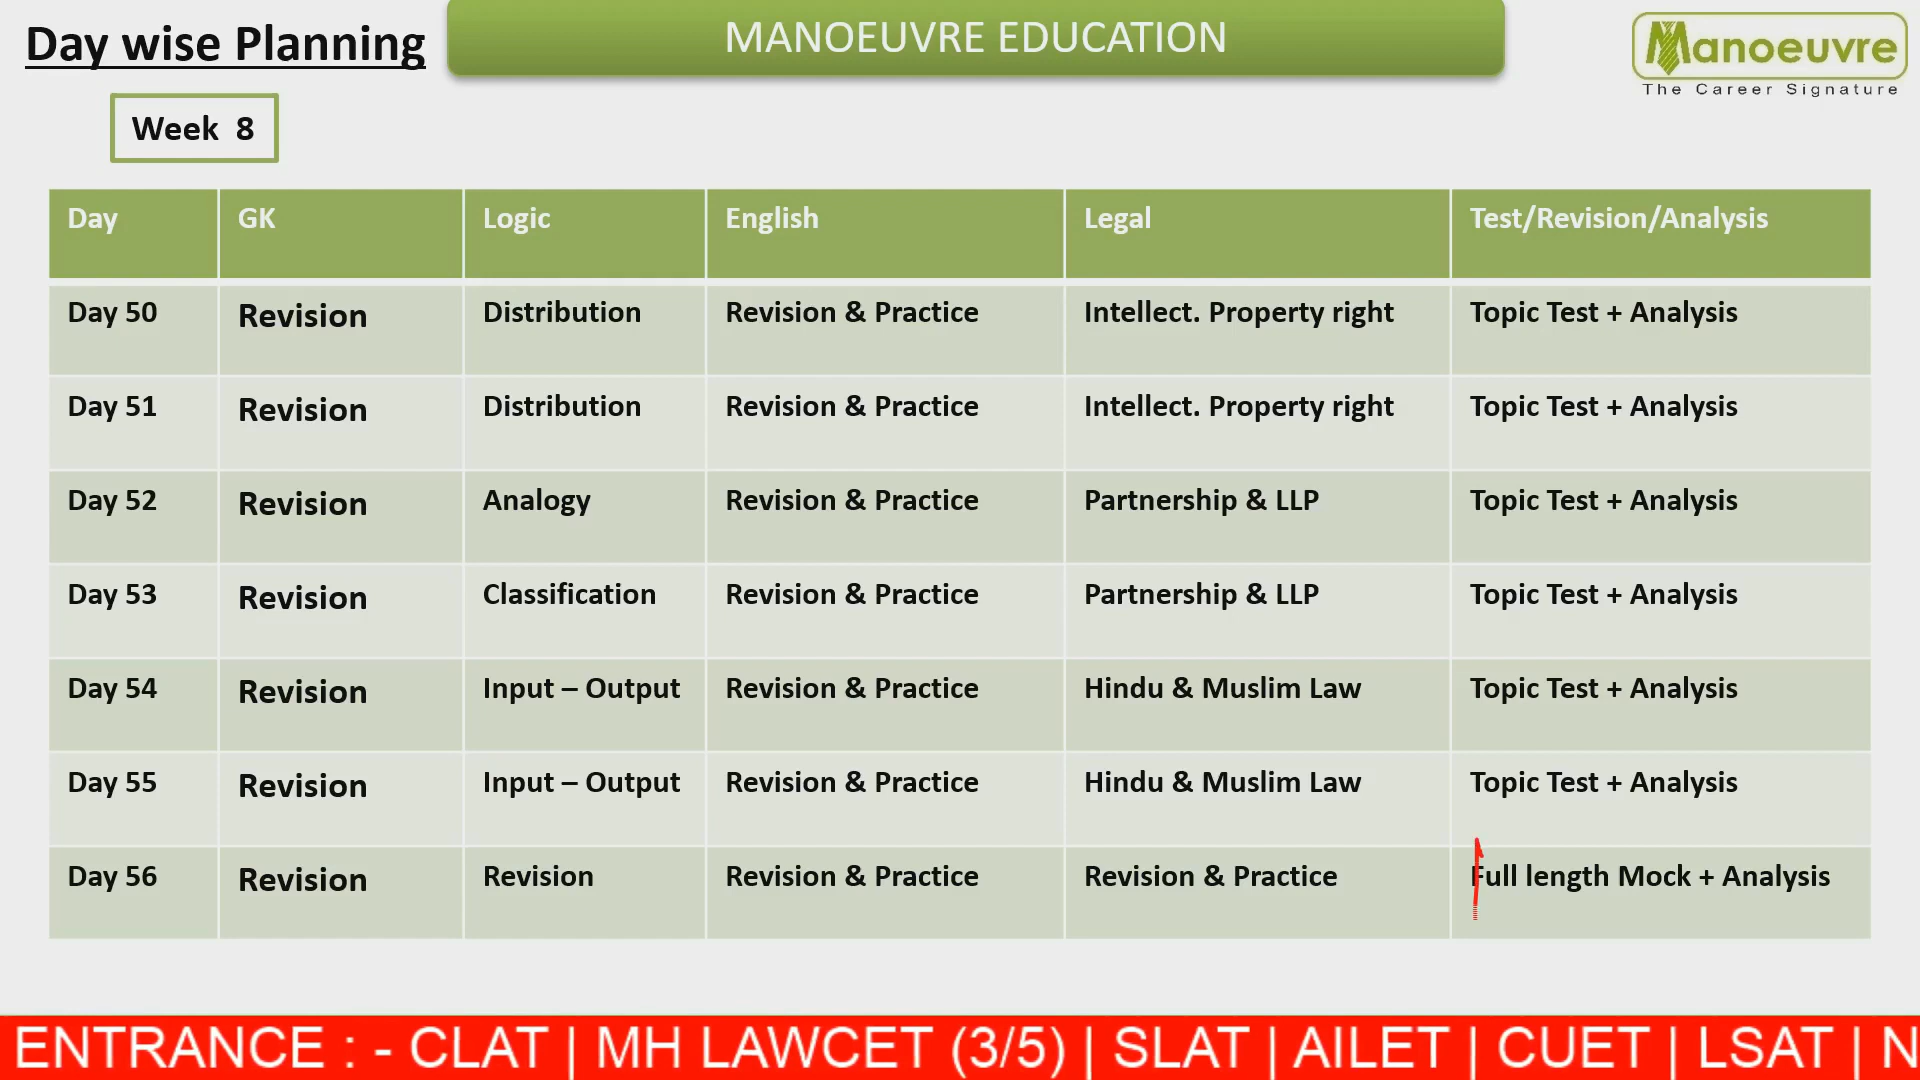 Day wise Planning
MANOEUVRE EDUCATION
Manoeuvre
The Career Signature
Week 8
Day GK Logic English Legal Test/Revision/Analysis
Day 50 Revision Distribution Revision & Practice Intellect. Property right Topic Test + Analysis
Day 51 Revision Distribution Revision & Practice Intellect. Property right Topic Test + Analysis
Day 52 Revision Analogy Revision & Practice Partnership & LLP Topic Test + Analysis
Day 53 Revision Classification Revision & Practice Partnership & LLP Topic Test + Analysis
Day 54 Revision Input – Output Revision & Practice Hindu & Muslim Law Topic Test + Analysis
Day 55 Revision Input – Output Revision & Practice Hindu & Muslim Law Topic Test + Analysis
Day 56 Revision Revision Revision & Practice Revision & Practice Full length Mock + Analysis
ENTRANCE : - CLAT | MH LAWCET (3/5) | SLAT | AILET | CUET | LSAT | N